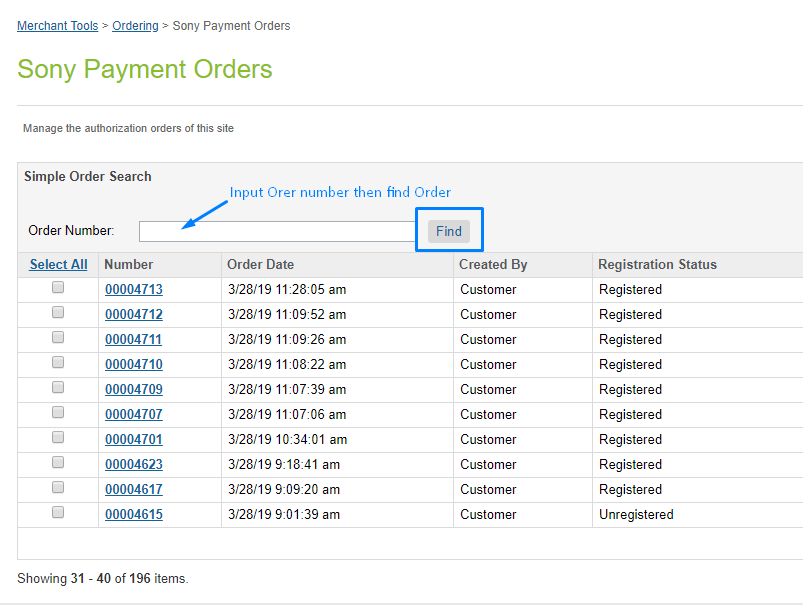 Merchant Tools > Ordering > Sony Payment Orders
Sony Payment Orders
Manage the authorization orders of this site
Simple Order Search
Input Orer number then find Order
Order Number: Find
Select All Number Order Date Created By Registration Status
00004713 3/28/19 11:28:05 am Customer Registered
00004712 3/28/19 11:09:52 am Customer Registered
00004711 3/28/19 11:09:26 am Customer Registered
00004710 3/28/19 11:08:22 am Customer Registered
00004709 3/28/19 11:07:39 am Customer Registered
00004707 3/28/19 11:07:06 am Customer Registered
00004701 3/28/19 10:34:01 am Customer Registered
00004623 3/28/19 9:18:41 am Customer Registered
00004617 3/28/19 9:09:20 am Customer Registered
00004615 3/28/19 9:01:39 am Customer Unregistered
Showing 31 - 40 of 196 items.